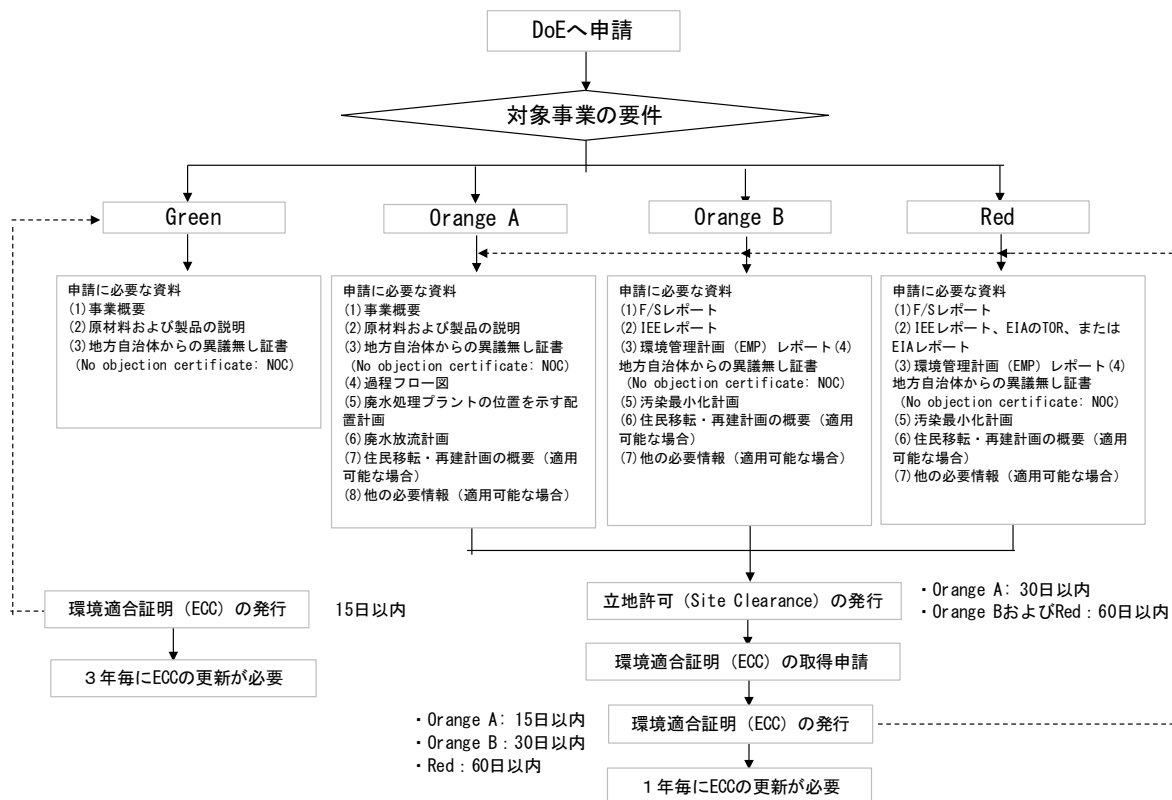 DoEへ申請
対象事業の要件
Green
Orange A
Orange B
Red
申請に必要な資料
(1)事業概要
(2)原材料および製品の説明
(3)地方自治体からの異議無し証書
(No objection certificate: NOC)
申請に必要な資料
(1)事業概要
(2)原材料および製品の説明
(3)地方自治体からの異議無し証書
(No objection certificate: NOC)
(4)過程フロー図
(5)廃水処理プラントの位置を示す配
置計画
(6)廃水放流計画
(7)住民移転・再建計画の概要（適用
可能な場合）
(8)他の必要情報（適用可能な場合）
申請に必要な資料
(1)F/Sレポート
(2)IEEレポート
(3)環境管理計画（EMP）レポート(4)
地方自治体からの異議無し証書
(No objection certificate: NOC)
(5)汚染最小化計画
(6)住民移転・再建計画の概要（適用
可能な場合）
(7)他の必要情報（適用可能な場合）
申請に必要な資料
(1)F/Sレポート
(2)IEEレポート、EIAのTOR、または
EIAレポート
(3)環境管理計画（EMP）レポート(4)
地方自治体からの異議無し証書
(No objection certificate: NOC)
(5)汚染最小化計画
(6)住民移転・再建計画の概要（適用
可能な場合）
(7)他の必要情報（適用可能な場合）
環境適合証明（ECC）の発行
15日以内
３年毎にECCの更新が必要
立地許可（Site Clearance）の発行
・Orange A: 30日以内
・Orange BおよびRed：60日以内
環境適合証明（ECC）の取得申請
・Orange A: 15日以内
・Orange B：30日以内
・Red：60日以内
環境適合証明（ECC）の発行
１年毎にECCの更新が必要